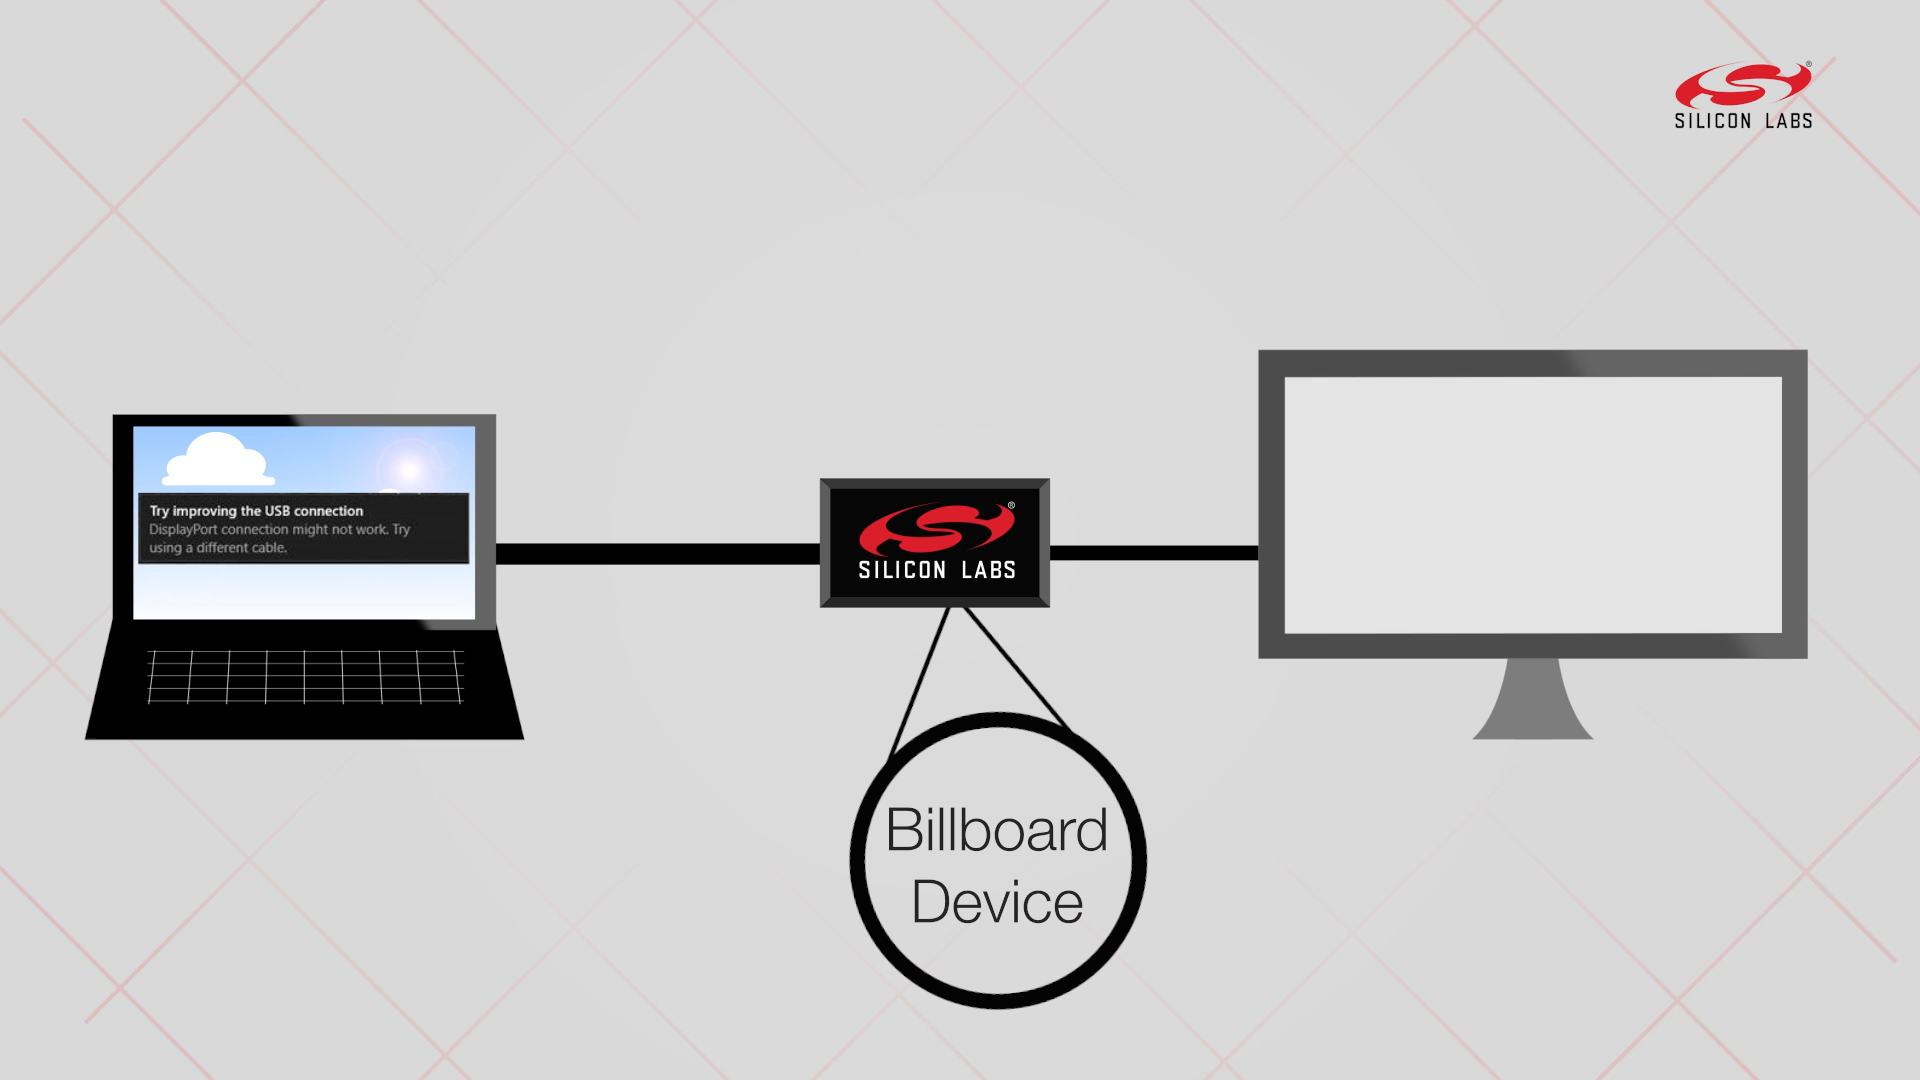 SILICON LABS
Try improving the USB connection
DisplayPort connection might not work. Try
using a different cable.
SILICON LABS
Billboard
Device